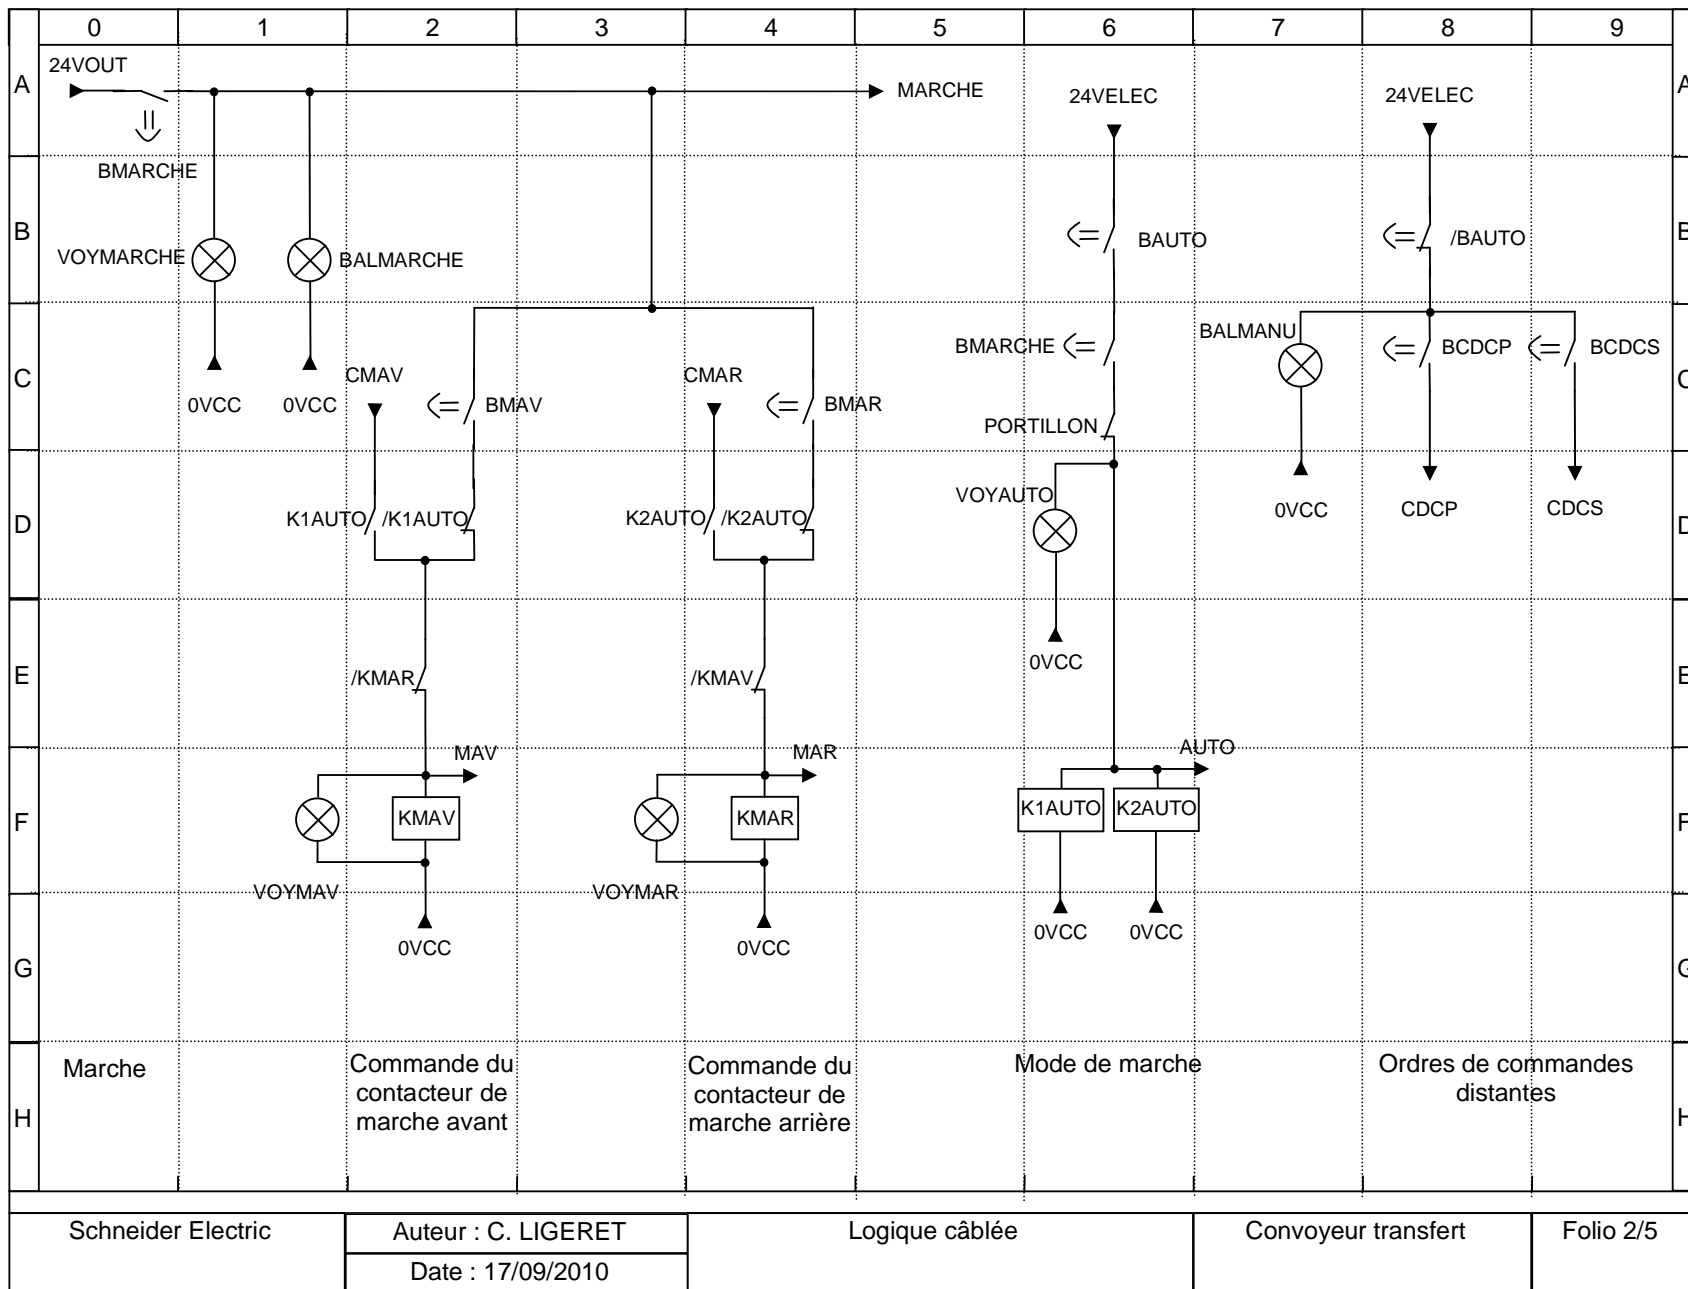 0 1 2 3 4 5 6 7 8 9
A
24VOUT
MARCHE
24VELEC
24VELEC
A
BMARCHE
B
VOYMARCHE
BALMARCHE
BAUTO
/BAUTO
B
C
0VCC
0VCC
CMAV
BMAV
CMAR
BMAR
BMARCHE
PORTILLON
BALMANU
BCDCP
BCDCS
C
D
K1AUTO
/K1AUTO
K2AUTO
/K2AUTO
VOYAUTO
0VCC
CDCP
CDCS
D
E
/KMAR
/KMAV
0VCC
E
F
MAV
MAR
AUTO
KMAV
KMAR
K1AUTO
K2AUTO
F
VOYMAV
VOYMAR
G
0VCC
0VCC
0VCC
0VCC
G
H
Marche
Commande du
contacteur de
marche avant
Commande du
contacteur de
marche arrière
Mode de marche
Ordres de commandes
distantes
H
Schneider Electric
Auteur : C. LIGERET
Date : 17/09/2010
Logique câblée
Convoyeur transfert
Folio 2/5